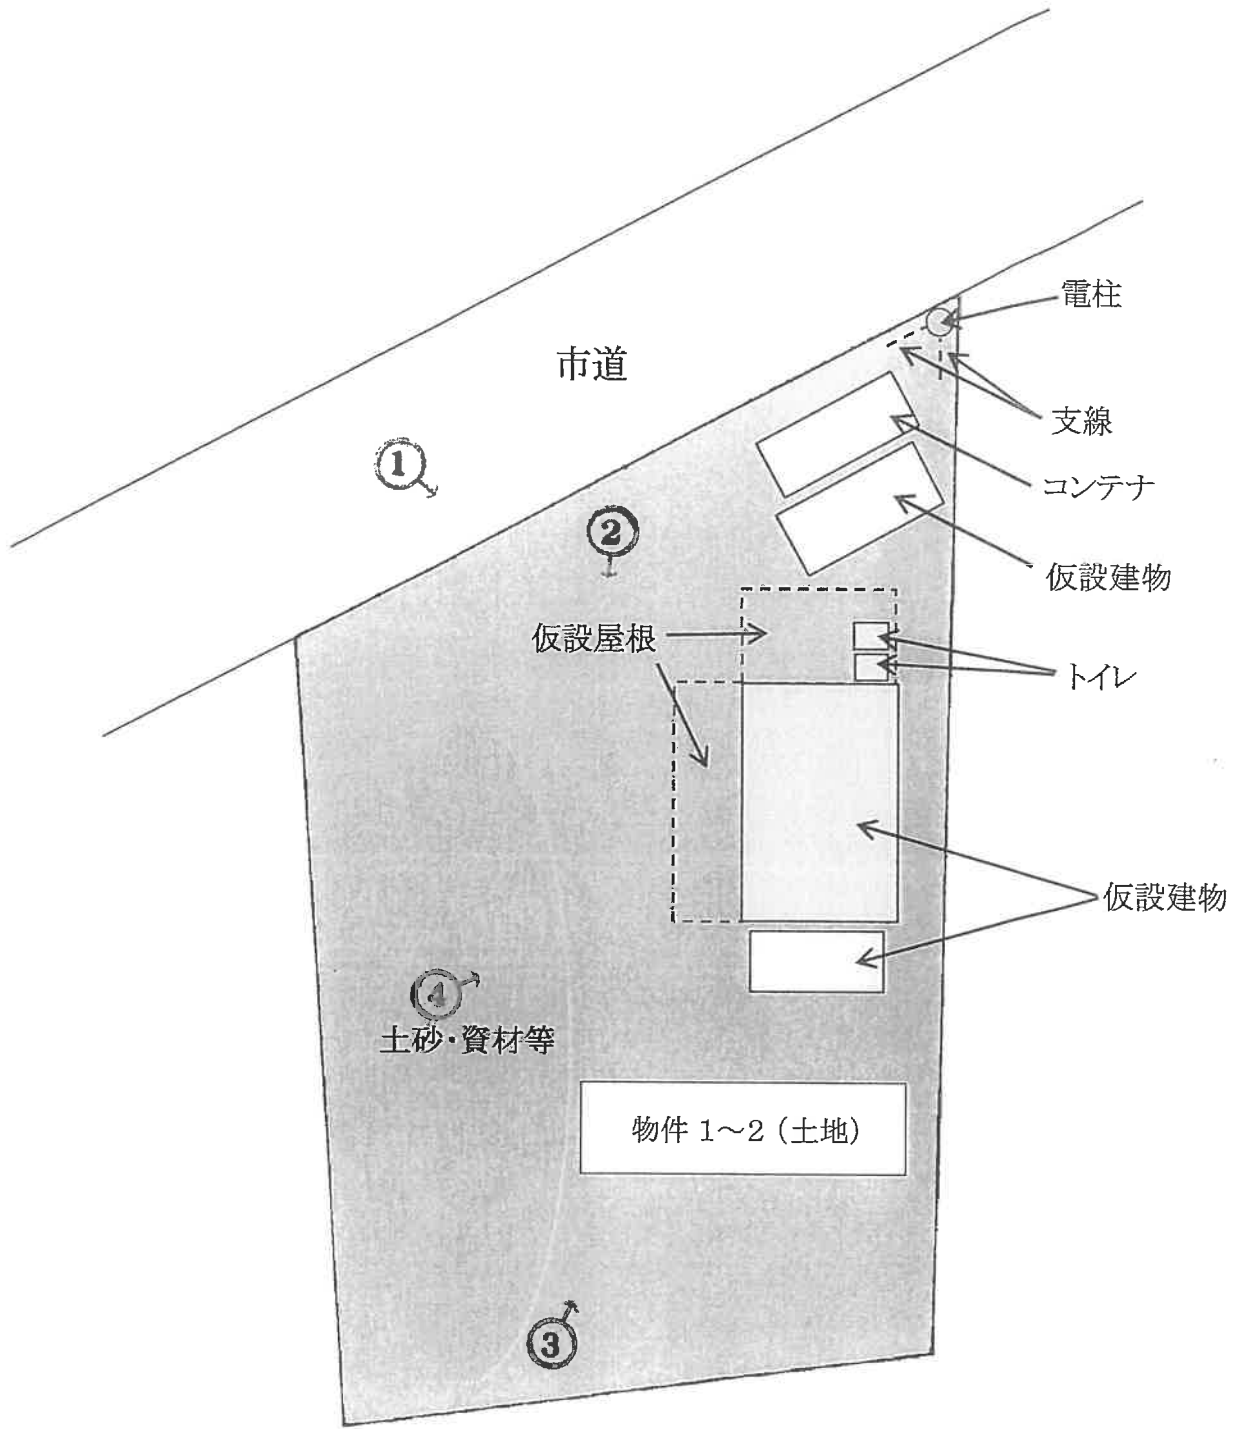 電柱
市道
支線
①
コンテナ
②
仮設建物
仮設屋根
トイレ
仮設建物
④
土砂・資材等
物件 1～2 (土地)
③